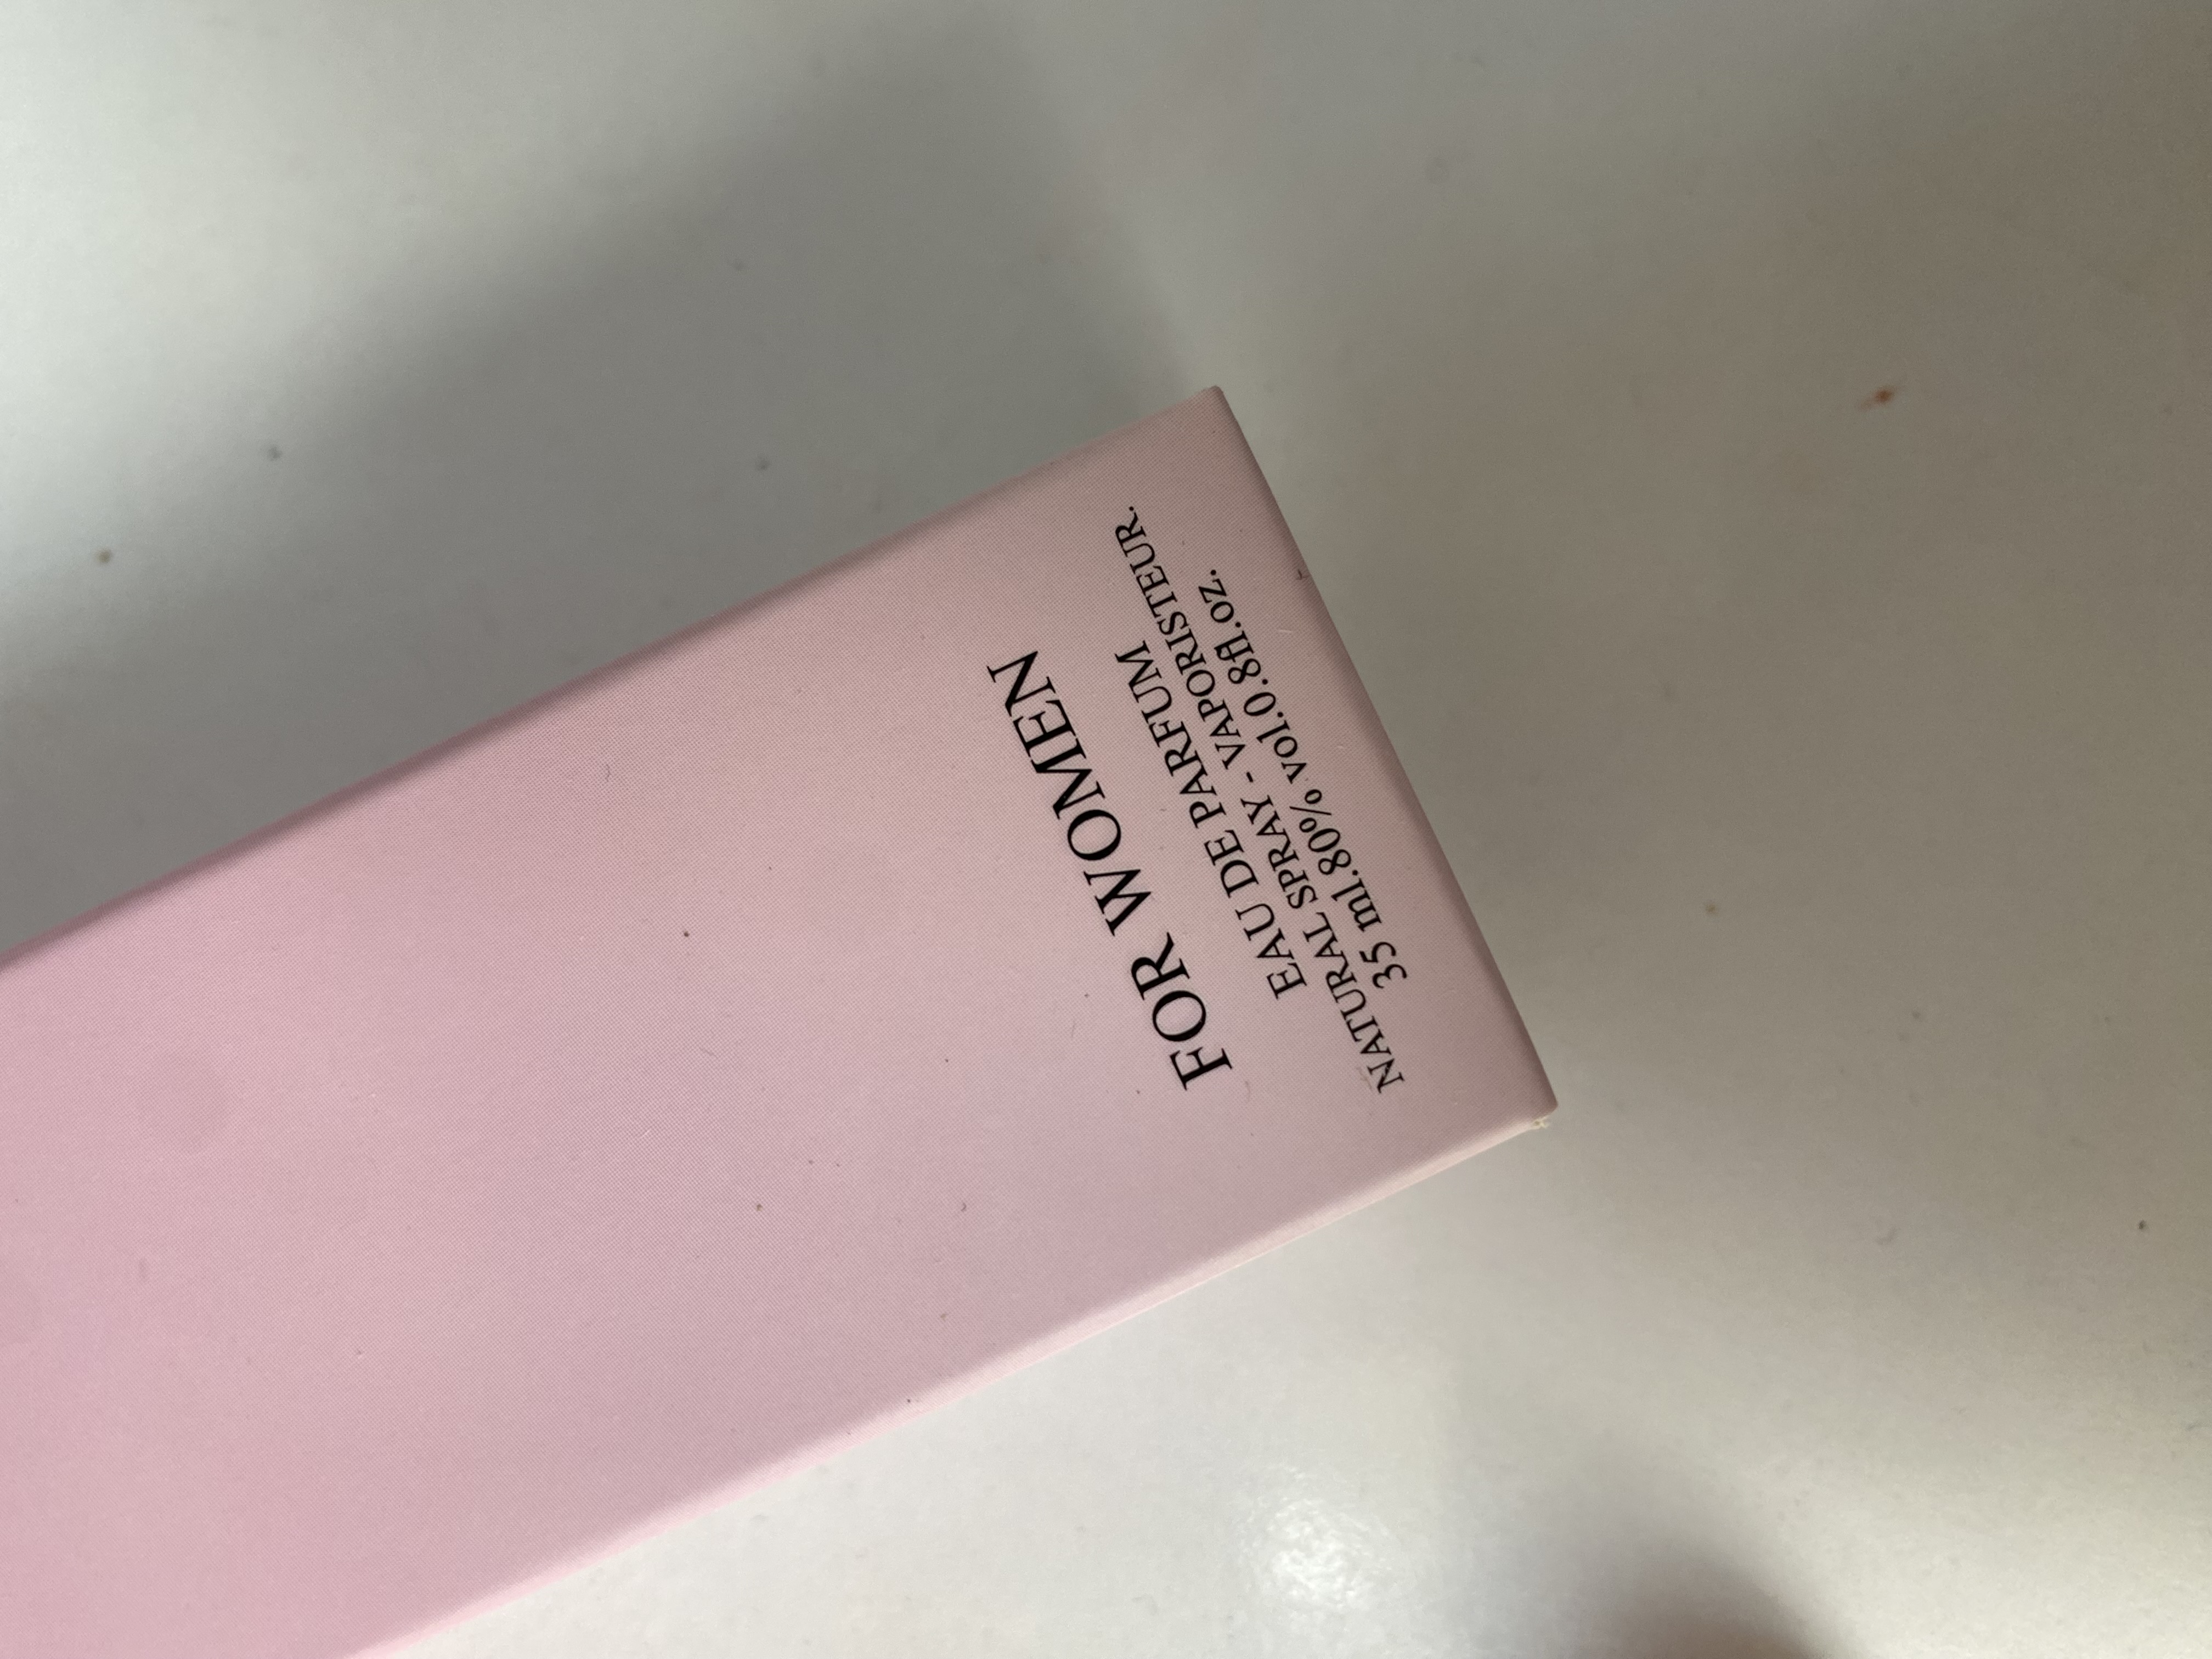 FOR WOMEN
EAU DE PARFUM
NATURAL SPRAY - VAPORISTEUR.
35 ml.80% vol.0.8fl.oz.